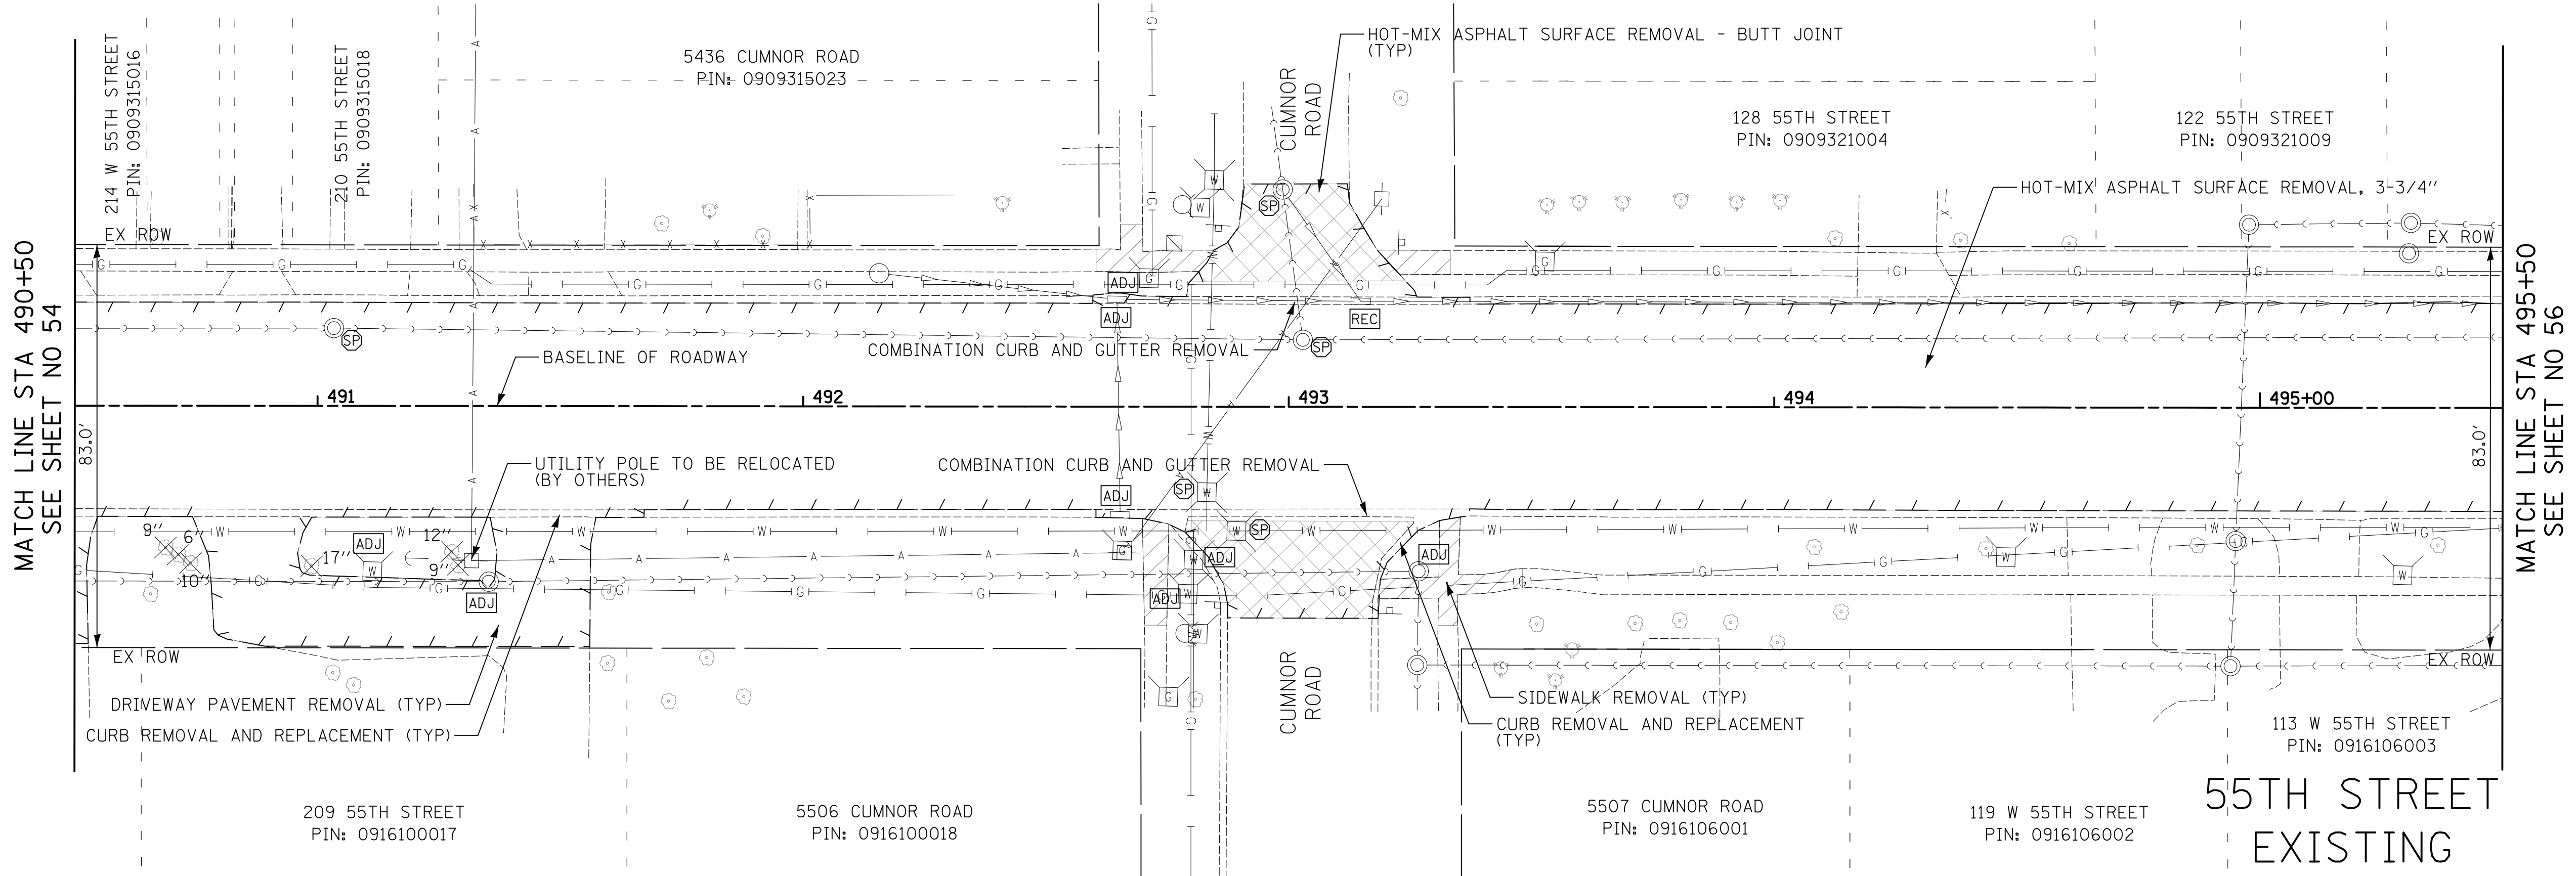 214 W 55TH STREET
PIN: 0909315016
210 55TH STREET
PIN: 0909315018
5436 CUMNOR ROAD
PIN: 0909315023
CUMNOR
ROAD
HOT-MIX ASPHALT SURFACE REMOVAL - BUTT JOINT
(TYP)
128 55TH STREET
PIN: 0909321004
122 55TH STREET
PIN: 0909321009
HOT-MIX ASPHALT SURFACE REMOVAL, 3-3/4"
EX ROW
EX ROW
MATCH LINE STA 490+50
SEE SHEET NO 54
MATCH LINE STA 495+50
SEE SHEET NO 56
SP
ADJ
ADJ
REC
SP
SP
BASELINE OF ROADWAY
COMBINATION CURB AND GUTTER REMOVAL
491
492
493
494
495+00
83.0'
83.0'
UTILITY POLE TO BE RELOCATED
(BY OTHERS)
COMBINATION CURB AND GUTTER REMOVAL
ADJ
SP
SP
9"
6"
10"
17"
ADJ
12"
9"
ADJ
ADJ
ADJ
ADJ
EX ROW
EX ROW
DRIVEWAY PAVEMENT REMOVAL (TYP)
CURB REMOVAL AND REPLACEMENT (TYP)
CUMNOR
ROAD
SIDEWALK REMOVAL (TYP)
CURB REMOVAL AND REPLACEMENT
(TYP)
113 W 55TH STREET
PIN: 0916106003
209 55TH STREET
PIN: 0916100017
5506 CUMNOR ROAD
PIN: 0916100018
5507 CUMNOR ROAD
PIN: 0916106001
119 W 55TH STREET
PIN: 0916106002
55TH STREET
EXISTING